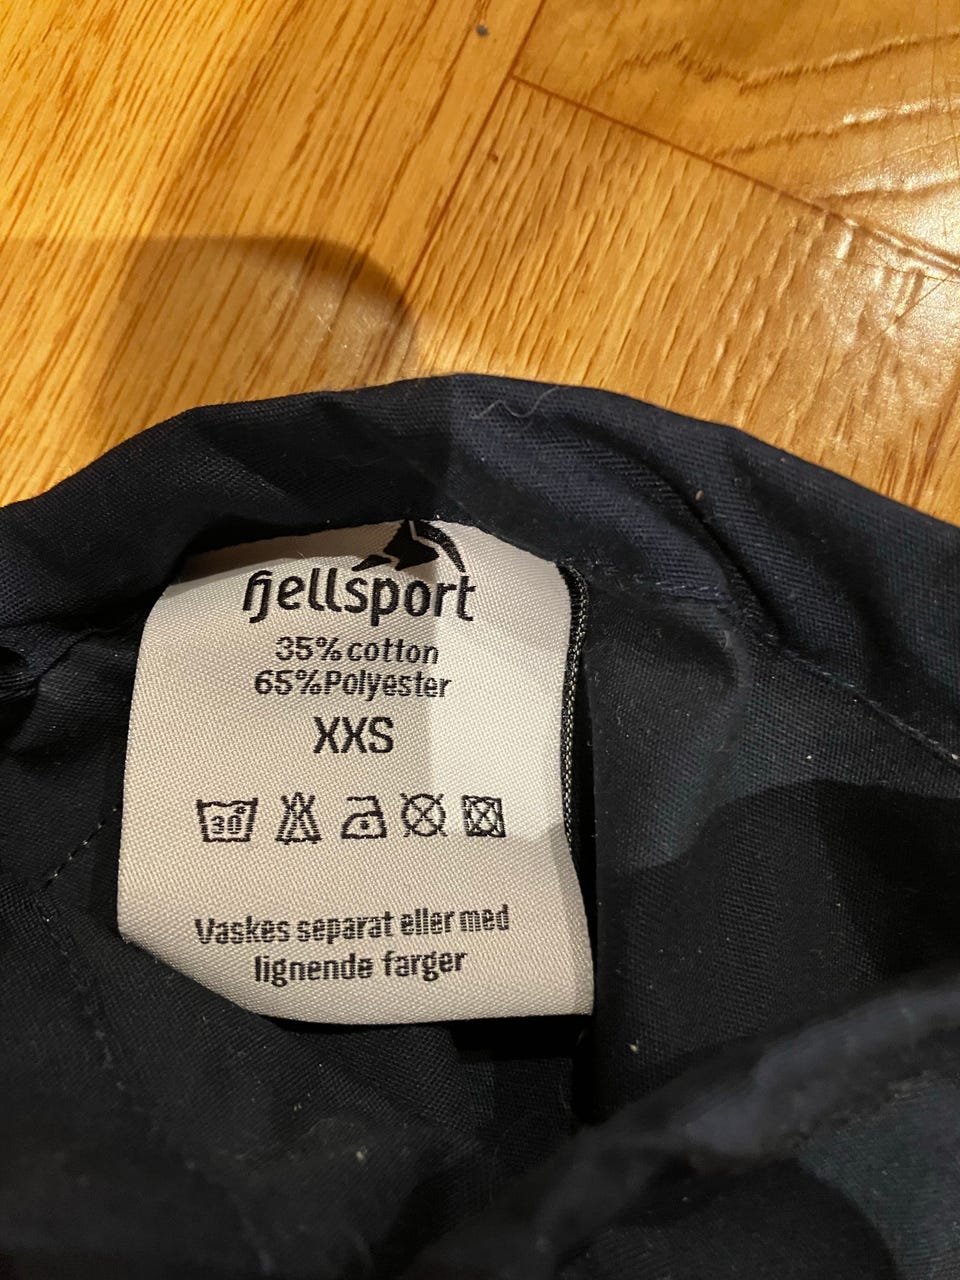 fjellsport
35% cotton
65%Polyester
XXS
30°
Vaskes separat eller med
lignende farger